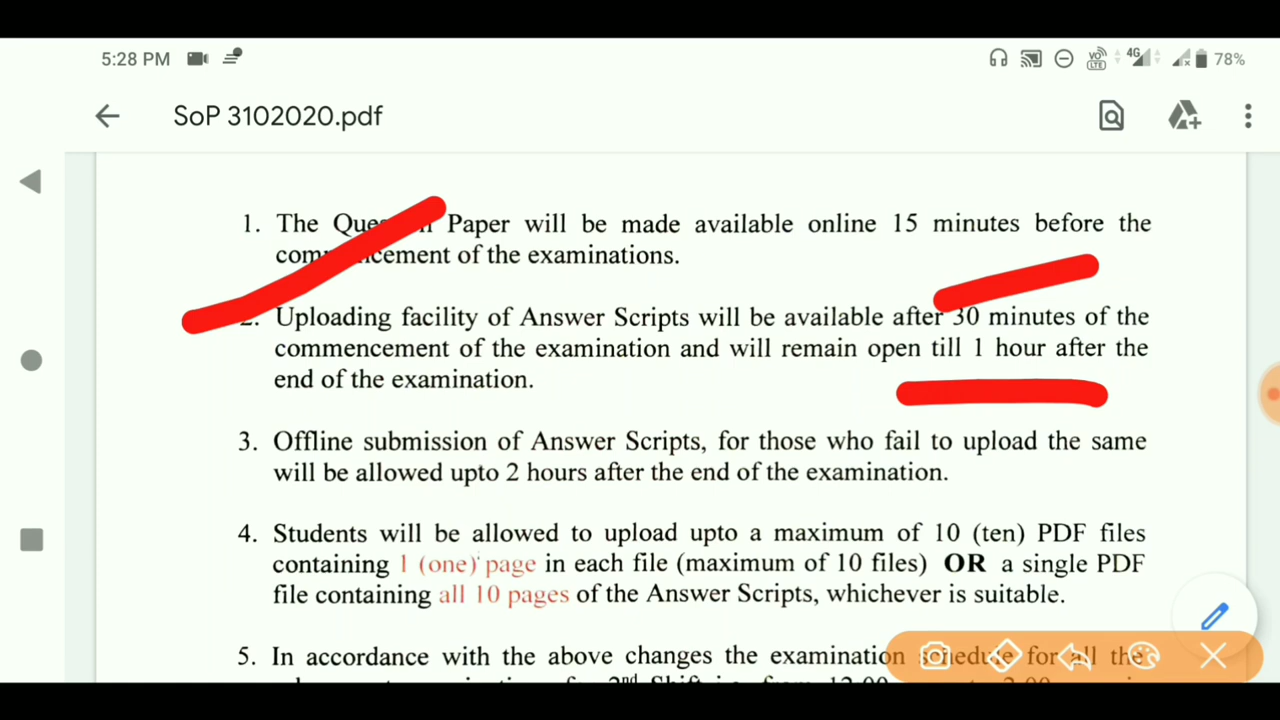 5:28 PM
VO LTE 4G 78%
SoP 3102020.pdf
1. The Paper will be made available online 15 minutes before the
of the examinations.
2. Uploading facility of Answer Scripts will be available after 30 minutes of the
commencement of the examination and will remain open till 1 hour after the
end of the examination.
3. Offline submission of Answer Scripts, for those who fail to upload the same
will be allowed upto 2 hours after the end of the examination.
4. Students will be allowed to upload upto a maximum of 10 (ten) PDF files
containing 1 (one) page in each file (maximum of 10 files) OR a single PDF
file containing all 10 pages of the Answer Scripts, whichever is suitable.
5. In accordance with the above changes the examination schedule for all the